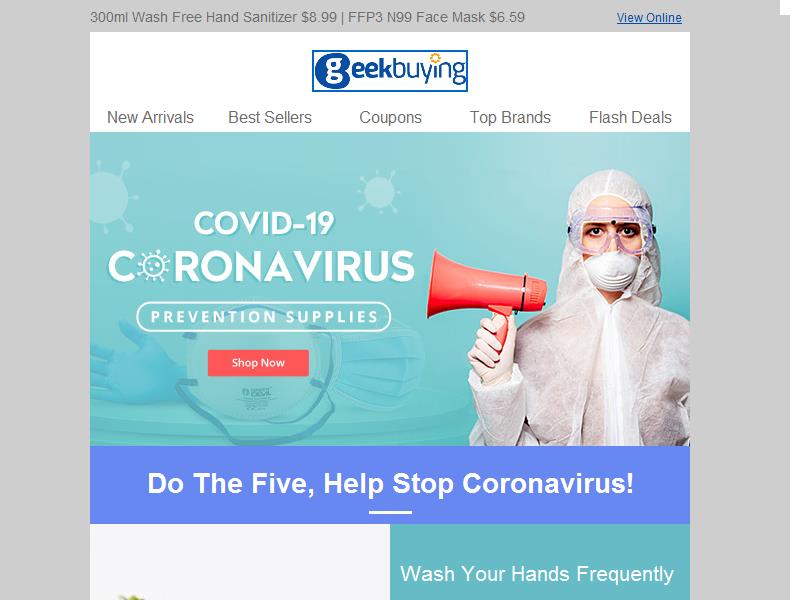 300ml Wash Free Hand Sanitizer $8.99 | FFP3 N99 Face Mask $6.59
View Online
geekbuying
New Arrivals Best Sellers Coupons Top Brands Flash Deals
COVID-19
CORONAVIRUS
PREVENTION SUPPLIES
Shop Now
Do The Five, Help Stop Coronavirus!
Wash Your Hands Frequently